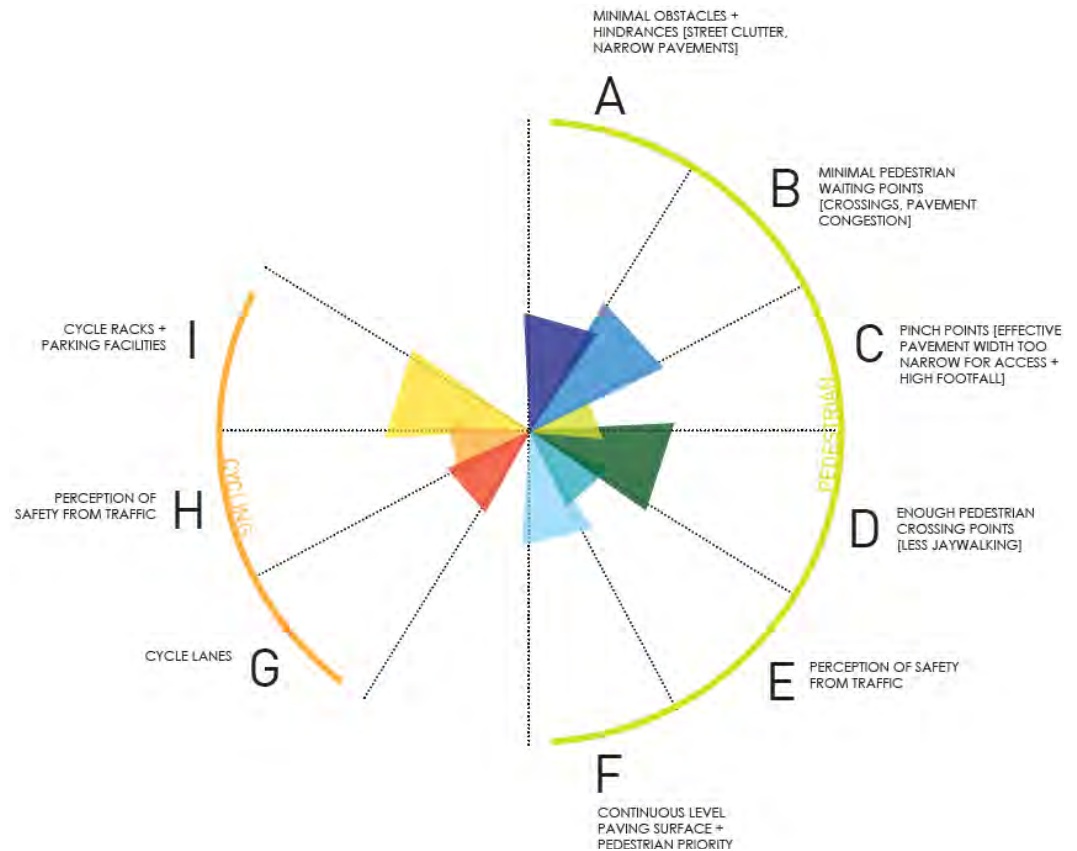 MINIMAL OBSTACLES +
HINDRANCES [STREET CLUTTER,
NARROW PAVEMENTS]
A
B
MINIMAL PEDESTRIAN
WAITING POINTS
[CROSSINGS, PAVEMENT
CONGESTION]
C
PINCH POINTS [EFFECTIVE
PAVEMENT WIDTH TOO
NARROW FOR ACCESS +
HIGH FOOTFALL]
PEDESTRIAN
D
ENOUGH PEDESTRIAN
CROSSING POINTS
[LESS JAYWALKING]
E
PERCEPTION OF SAFETY
FROM TRAFFIC
F
CONTINUOUS LEVEL
PAVING SURFACE +
PEDESTRIAN PRIORITY
CYCLE LANES
G
PERCEPTION OF
SAFETY FROM TRAFFIC
H
CYCLING
CYCLE RACKS +
PARKING FACILITIES
I